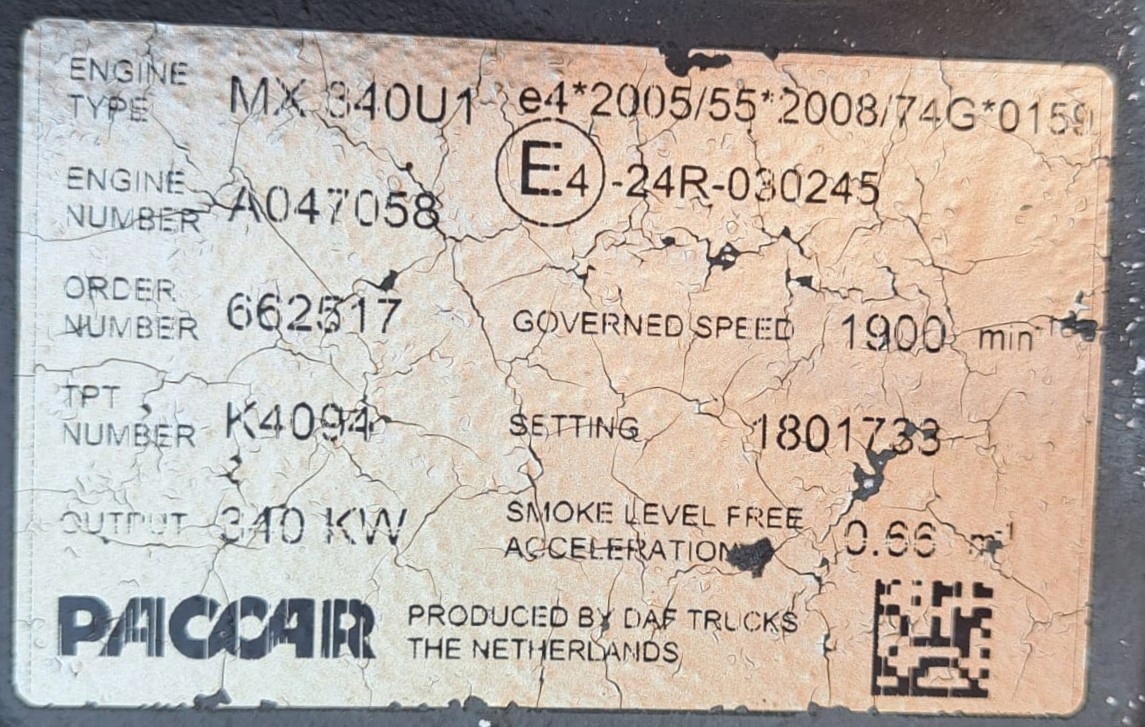 ENGINE TYPE MX 340U1 e4*2005/55*2008/74G*0159
E4 -24R-030245
ENGINE NUMBER A047058
ORDER NUMBER 662517
GOVERNED SPEED 1900 min⁻¹
TPT NUMBER K4094
SETTING 1801733
OUTPUT 340 KW
SMOKE LEVEL FREE ACCELERATION 0.66 m⁻¹
PACCAR
PRODUCED BY DAF TRUCKS
THE NETHERLANDS